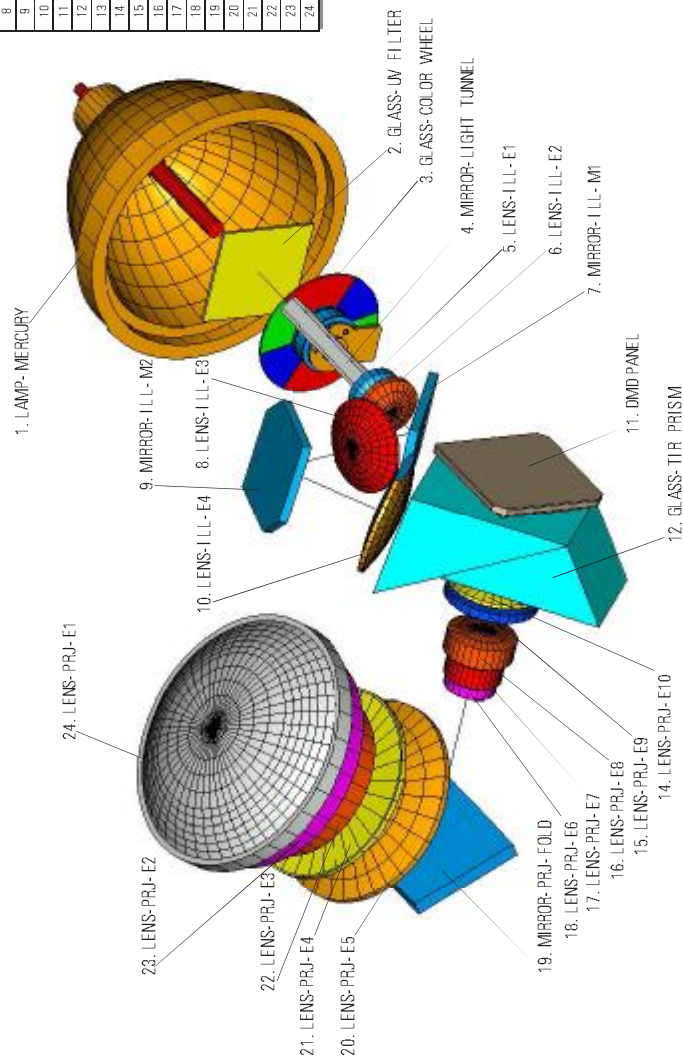 8
9
10
11
12
13
14
15
16
17
18
19
20
21
22
23
24
1. LAMP- MERCURY
2. GLASS- UV FILTER
3. GLASS- COLOR WHEEL
4. MIRROR- LIGHT TUNNEL
5. LENS- ILL- E1
6. LENS- ILL- E2
7. MIRROR- ILL- M1
8. LENS- ILL- E3
9. MIRROR- ILL- M2
10. LENS- ILL- E4
11. DMD PANEL
12. GLASS- TIR PRISM
14. LENS- PRJ- E10
15. LENS- PRJ- E9
16. LENS- PRJ- E8
17. LENS- PRJ- E7
18. LENS- PRJ- E6
19. MIRROR- PRJ- FOLD
20. LENS- PRJ- E5
21. LENS- PRJ- E4
22. LENS- PRJ- E3
23. LENS- PRJ- E2
24. LENS- PRJ- E1